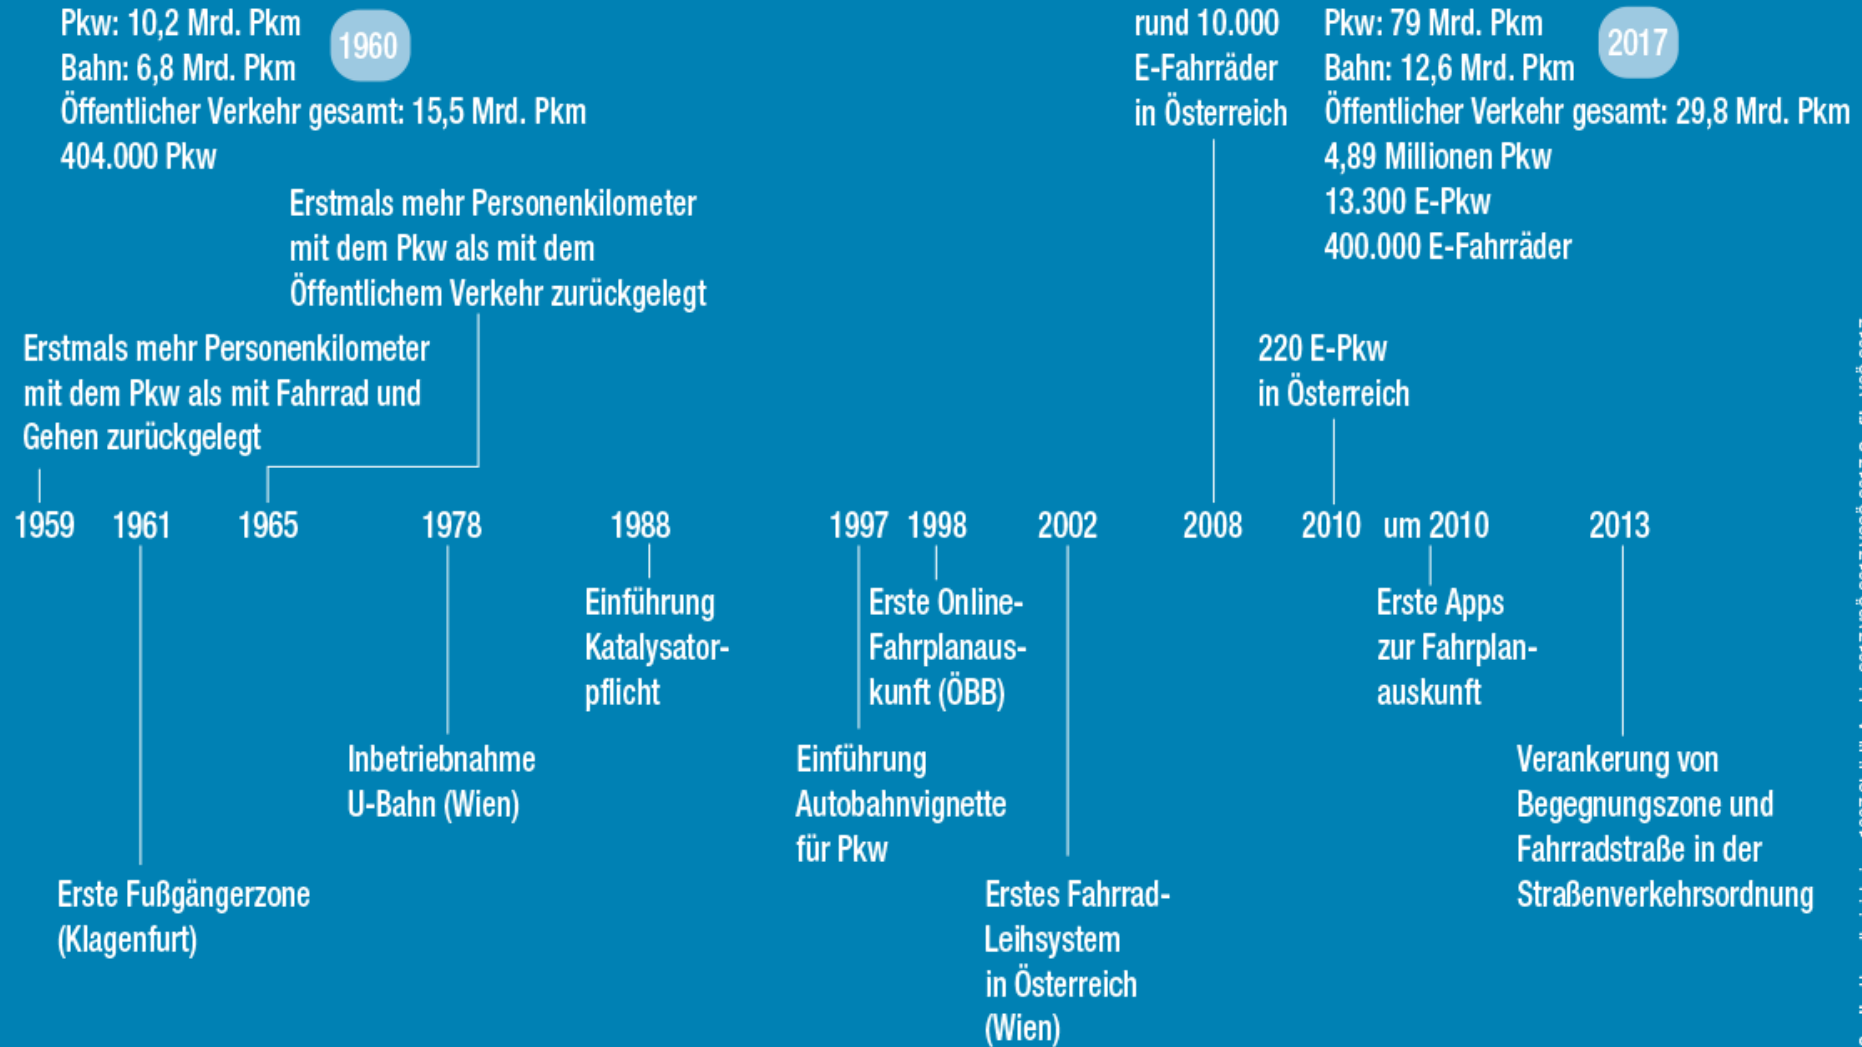 Pkw: 10,2 Mrd. Pkm
Bahn: 6,8 Mrd. Pkm
Öffentlicher Verkehr gesamt: 15,5 Mrd. Pkm
404.000 Pkw
1960
rund 10.000
E-Fahrräder
in Österreich
Pkw: 79 Mrd. Pkm
Bahn: 12,6 Mrd. Pkm
Öffentlicher Verkehr gesamt: 29,8 Mrd. Pkm
4,89 Millionen Pkw
13.300 E-Pkw
400.000 E-Fahrräder
2017
Erstmals mehr Personenkilometer
mit dem Pkw als mit dem
Öffentlichem Verkehr zurückgelegt
Erstmals mehr Personenkilometer
mit dem Pkw als mit Fahrrad und
Gehen zurückgelegt
220 E-Pkw
in Österreich
1959 1961 1965 1978 1988 1997 1998 2002 2008 2010 um 2010 2013
Einführung
Katalysator-
pflicht
Erste Online-
Fahrplanaus-
kunft (ÖBB)
Erste Apps
zur Fahrplan-
auskunft
Inbetriebnahme
U-Bahn (Wien)
Einführung
Autobahnvignette
für Pkw
Verankerung von
Begegnungszone und
Fahrradstraße in der
Straßenverkehrsordnung
Erste Fußgängerzone
(Klagenfurt)
Erstes Fahrrad-
Leihsystem
in Österreich
(Wien)